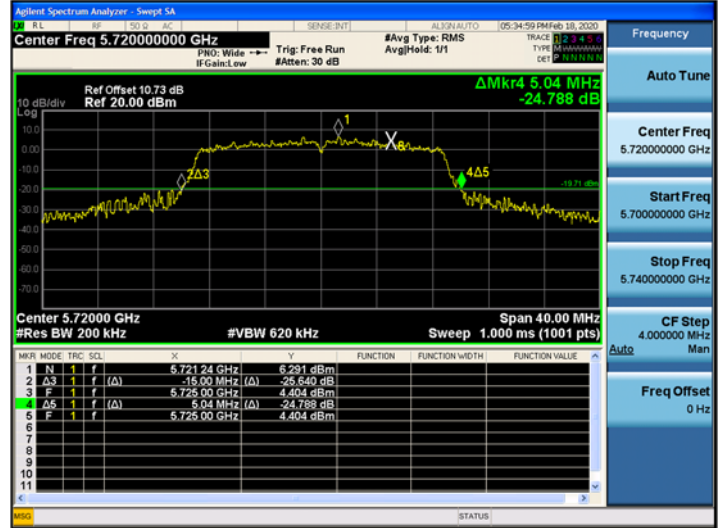 Agilent Spectrum Analyzer - Swept SA
RL RF 50 Ω AC SENSE:INT ALIGNAUTO 05:34:59 PMFeb 18, 2020
Center Freq 5.720000000 GHz
PNO: Wide
IFGain:Low
Trig: Free Run
#Atten: 30 dB
#Avg Type: RMS
Avg|Hold: 1/1
TRACE 1 2 3 4 5 6
TYPE
DET P N N N N N
Ref Offset 10.73 dB
Ref 20.00 dBm
10 dB/div
Log
ΔMkr4 5.04 MHz
-24.788 dB
10.0
0.00
-10.0
-20.0
-30.0
-40.0
-50.0
-60.0
-70.0
1
2Δ3
4Δ5
-19.71 dBm
Center 5.72000 GHz Span 40.00 MHz
#Res BW 200 kHz #VBW 620 kHz Sweep 1.000 ms (1001 pts)
MKR MODE TRC SCL X Y FUNCTION FUNCTION WIDTH FUNCTION VALUE
1 N 1 f 5.721 24 GHz 6.291 dBm
2 Δ3 1 f (Δ) -15.00 MHz (Δ) -25.640 dB
3 F 1 f 5.725 00 GHz 4.404 dBm
4 Δ5 1 f (Δ) 5.04 MHz (Δ) -24.788 dB
5 F 1 f 5.725 00 GHz 4.404 dBm
6
7
8
9
10
11
MSG STATUS
Frequency
Auto Tune
Center Freq
5.720000000 GHz
Start Freq
5.700000000 GHz
Stop Freq
5.740000000 GHz
CF Step
4.000000 MHz
Auto Man
Freq Offset
0 Hz